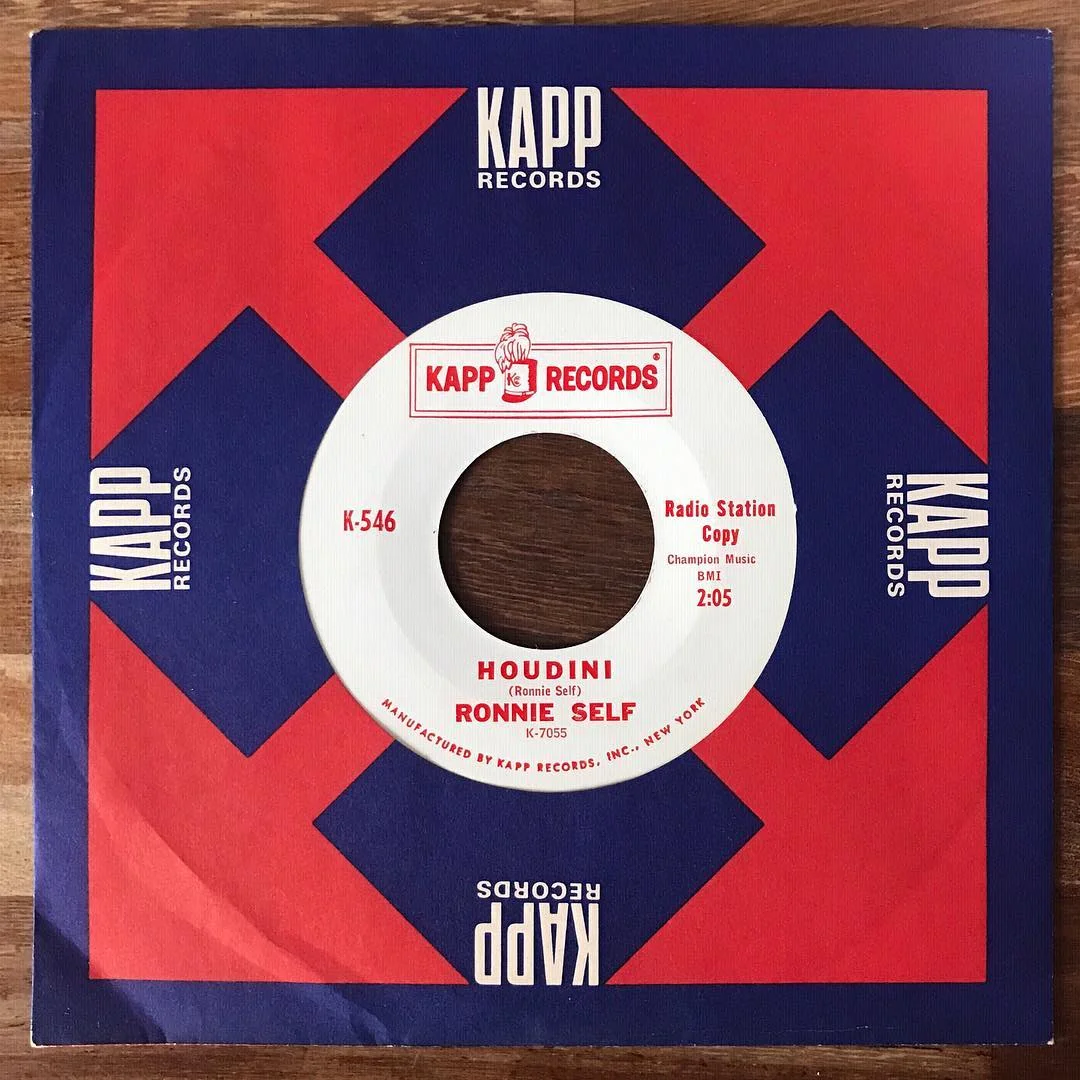 KAPP
RECORDS
KAPP
RECORDS
KAPP KC RECORDS®
K-546
Radio Station
Copy
Champion Music
BMI
2:05
HOUDINI
(Ronnie Self)
RONNIE SELF
K-7055
MANUFACTURED BY KAPP RECORDS, INC., NEW YORK
KAPP
RECORDS
KAPP
RECORDS